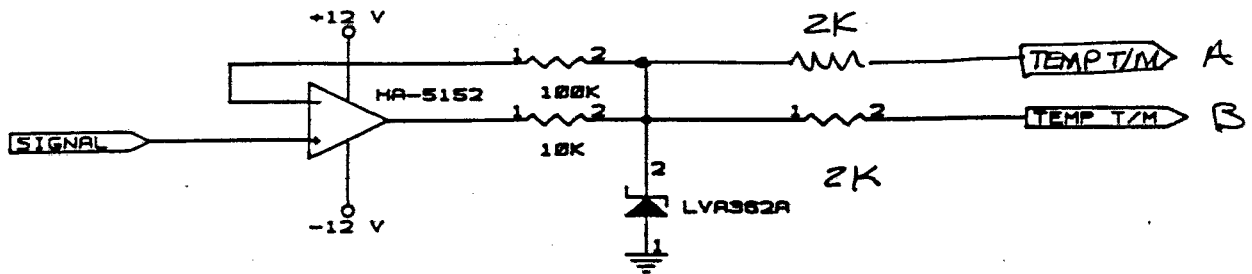 +12 V
2K
1 2
TEMP T/M A
HA-5152
100K
1 2
1 2
TEMP T/M B
SIGNAL
10K
2
2K
LVA362A
-12 V
1